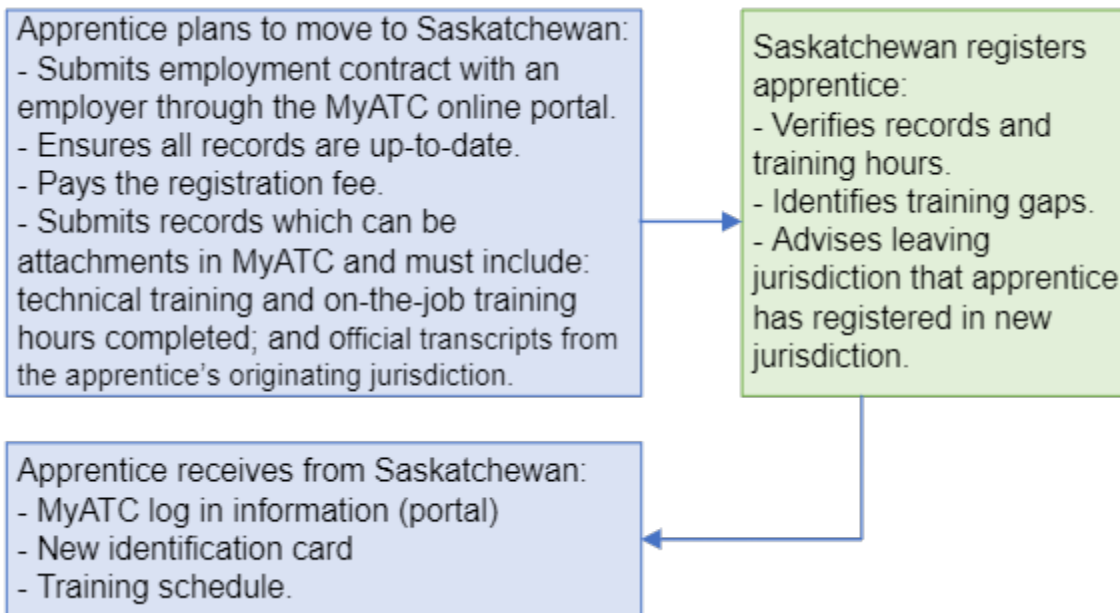 Apprentice plans to move to Saskatchewan:
- Submits employment contract with an
employer through the MyATC online portal.
- Ensures all records are up-to-date.
- Pays the registration fee.
- Submits records which can be
attachments in MyATC and must include:
technical training and on-the-job training
hours completed; and official transcripts from
the apprentice's originating jurisdiction.
Saskatchewan registers
apprentice:
- Verifies records and
training hours.
- Identifies training gaps.
- Advises leaving
jurisdiction that apprentice
has registered in new
jurisdiction.
Apprentice receives from Saskatchewan:
- MyATC log in information (portal)
- New identification card
- Training schedule.